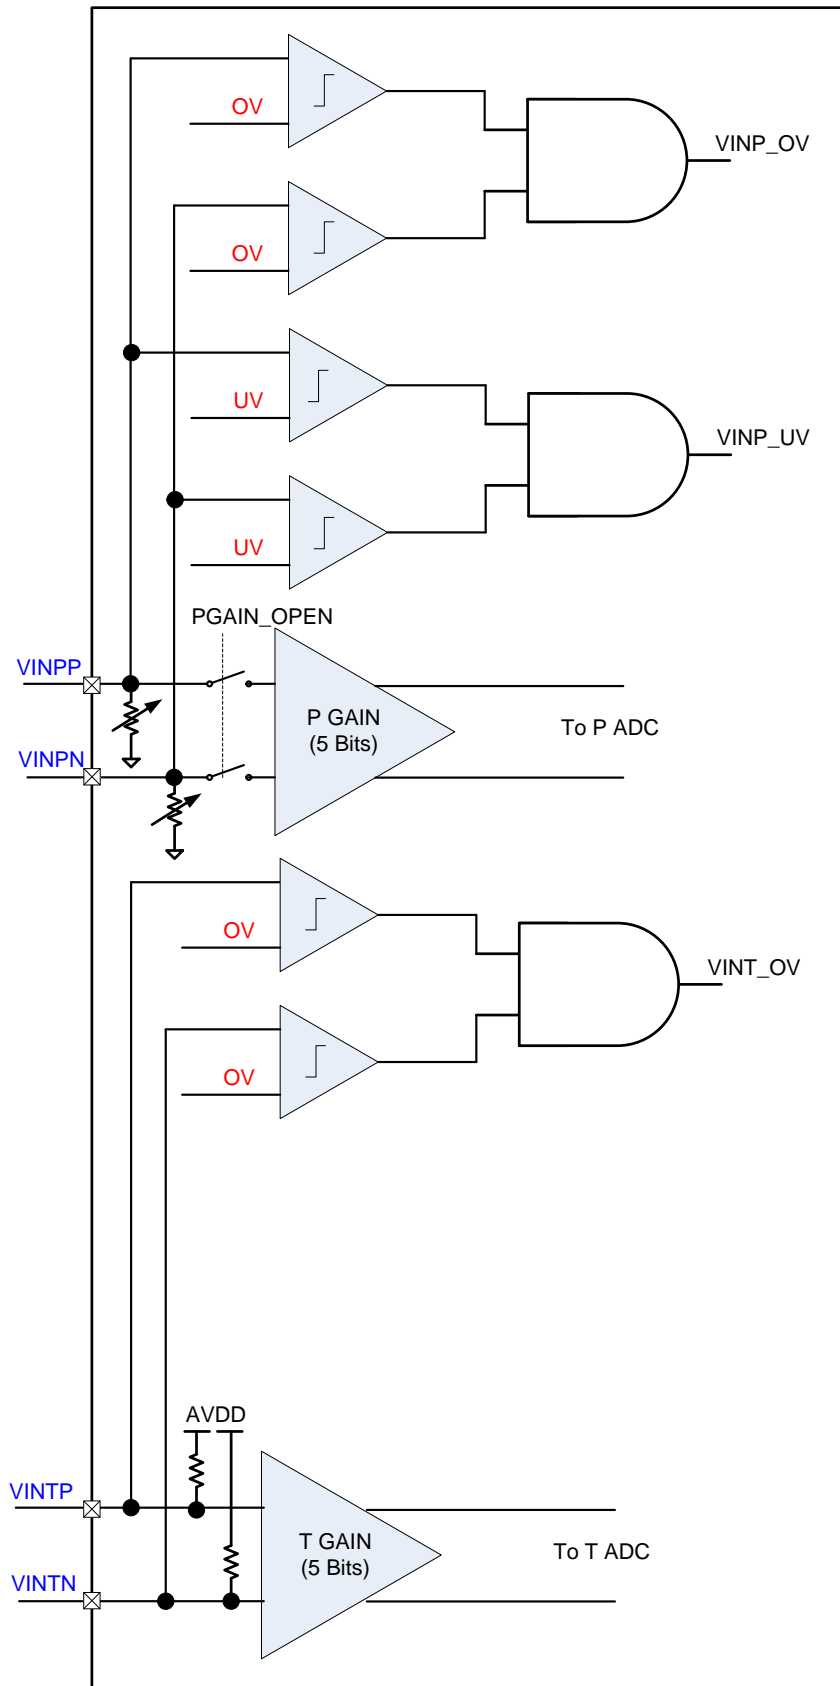 OV
VINP_OV
OV
UV
VINP_UV
UV
PGAIN_OPEN
VINPP
P GAIN
(5 Bits)
To P ADC
VINPN
OV
VINT_OV
OV
AVDD
VINTP
T GAIN
(5 Bits)
To T ADC
VINTN